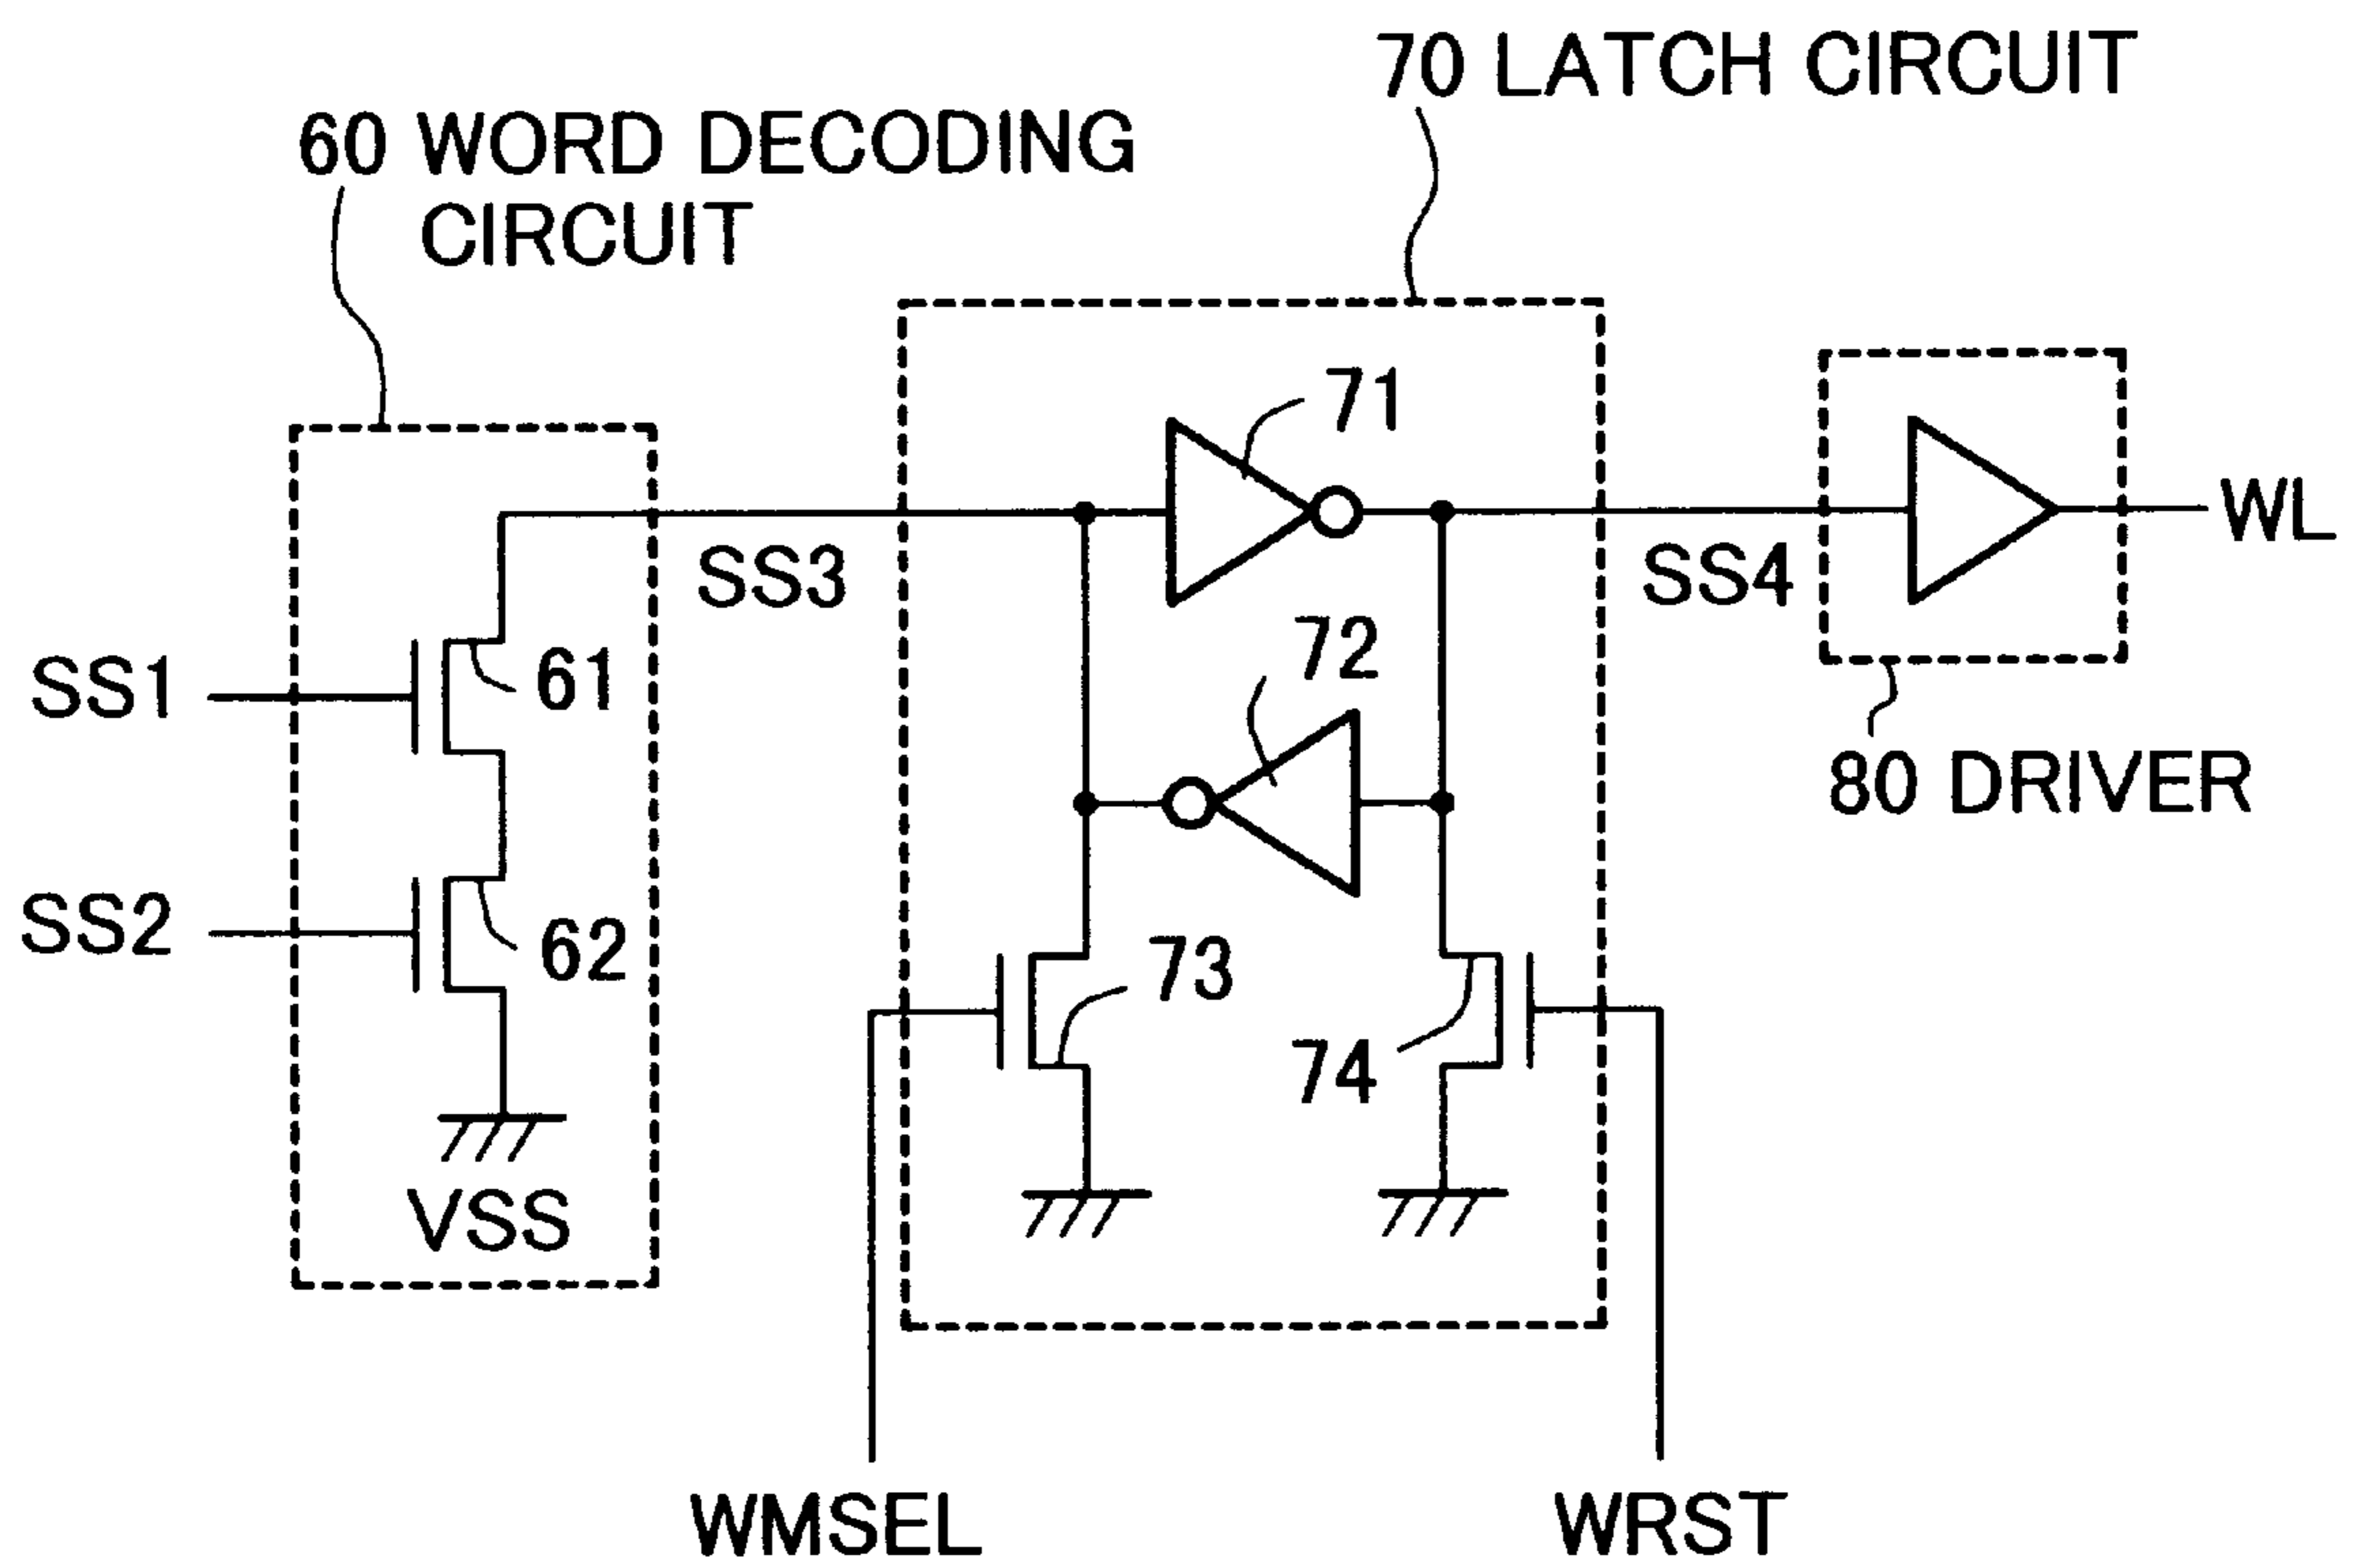 70 LATCH CIRCUIT
60 WORD DECODING
CIRCUIT
71
WL
SS3
SS4
72
SS1
61
80 DRIVER
SS2
62
73
74
VSS
WMSEL
WRST